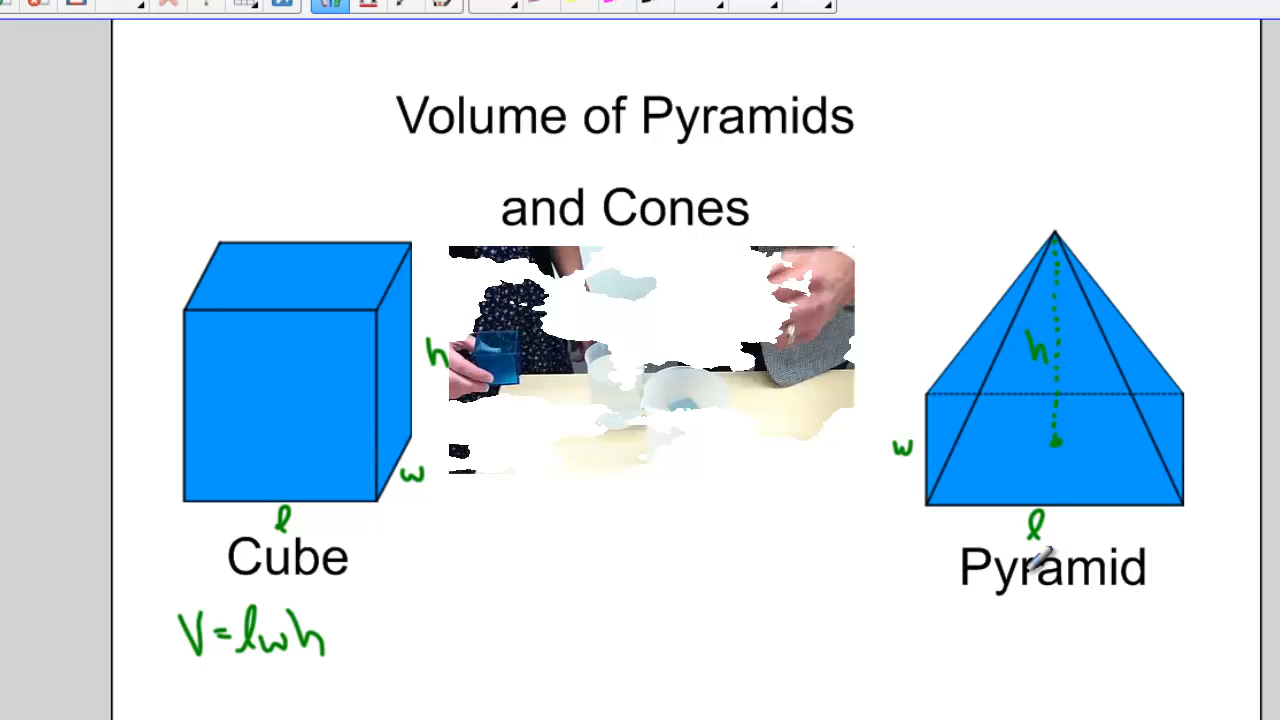 Volume of Pyramids
and Cones
h
w
l
Cube
V=lwh
h
w
l
Pyramid